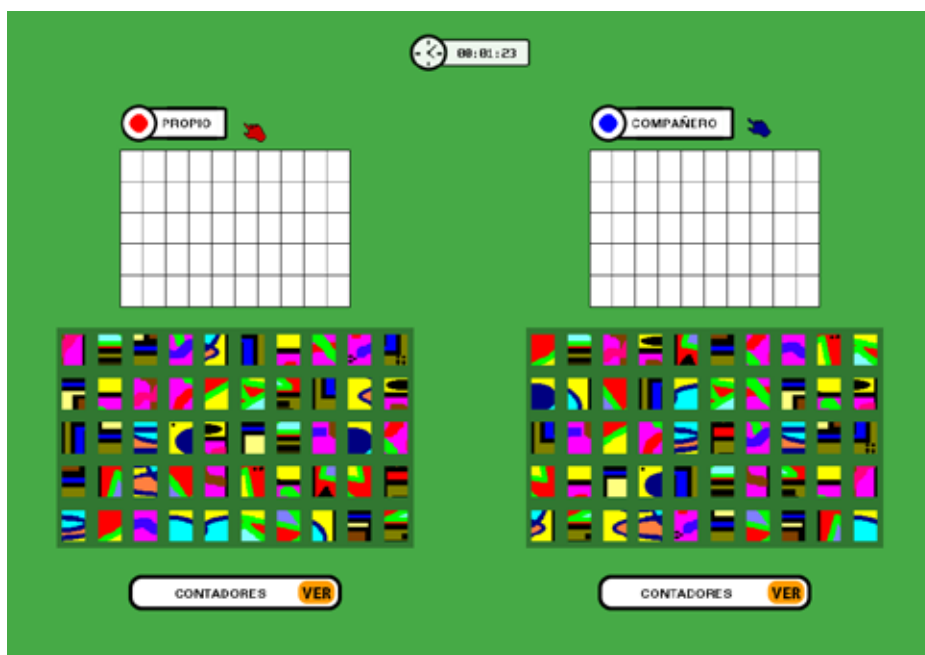 00:01:23
PROPIO
COMPAÑERO
CONTADORES VER
CONTADORES VER